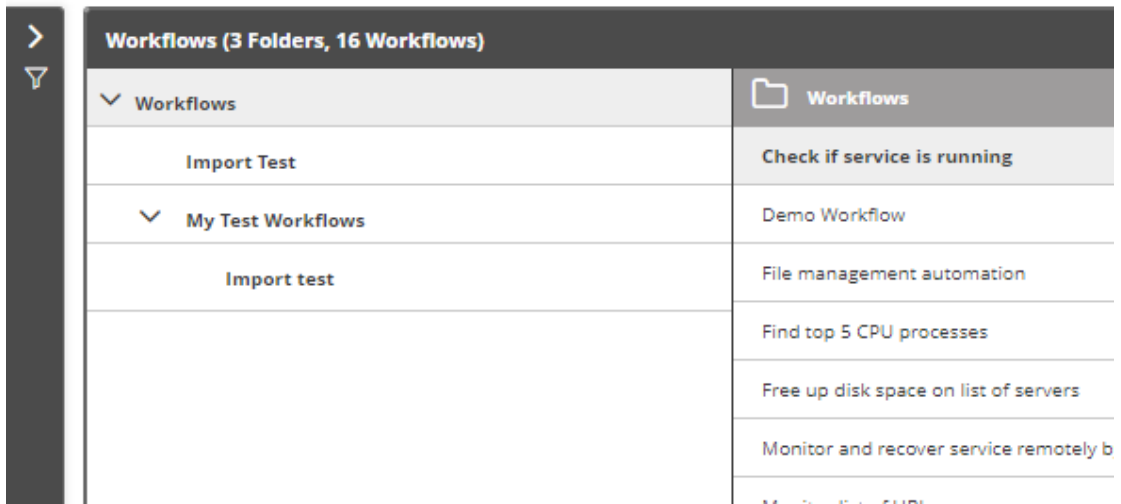 Workflows (3 Folders, 16 Workflows)
Workflows
Import Test
My Test Workflows
Import test
Workflows
Check if service is running
Demo Workflow
File management automation
Find top 5 CPU processes
Free up disk space on list of servers
Monitor and recover service remotely b